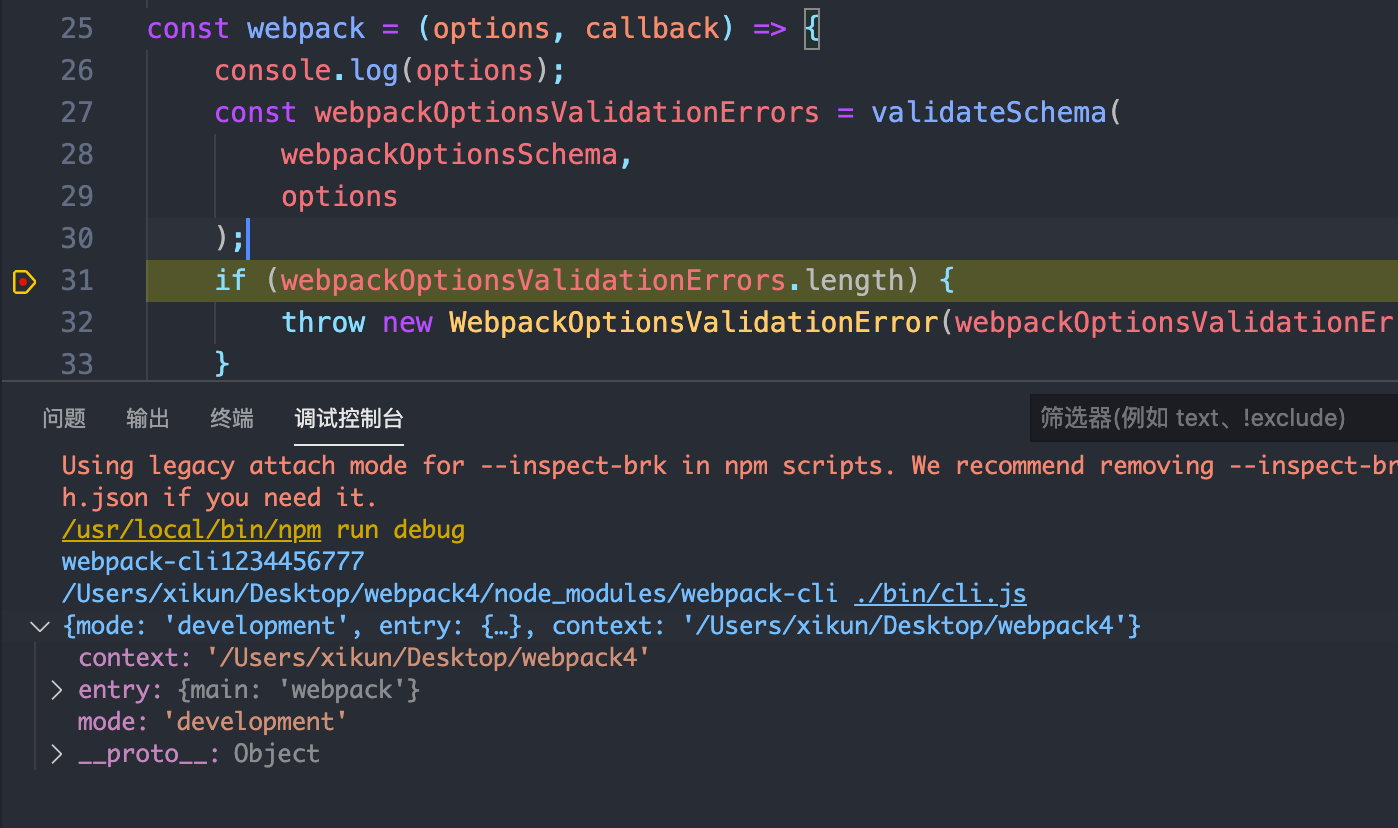 25 const webpack = (options, callback) => {
26 console.log(options);
27 const webpackOptionsValidationErrors = validateSchema(
28 webpackOptionsSchema,
29 options
30 );
31 if (webpackOptionsValidationErrors.length) {
32 throw new WebpackOptionsValidationError(webpackOptionsValidationEr
33 }
问题 输出 终端 调试控制台 筛选器(例如 text、!exclude)
Using legacy attach mode for --inspect-brk in npm scripts. We recommend removing --inspect-br
h.json if you need it.
/usr/local/bin/npm run debug
webpack-cli1234456777
/Users/xikun/Desktop/webpack4/node_modules/webpack-cli ./bin/cli.js
{mode: 'development', entry: {…}, context: '/Users/xikun/Desktop/webpack4'}
context: '/Users/xikun/Desktop/webpack4'
entry: {main: 'webpack'}
mode: 'development'
__proto__: Object